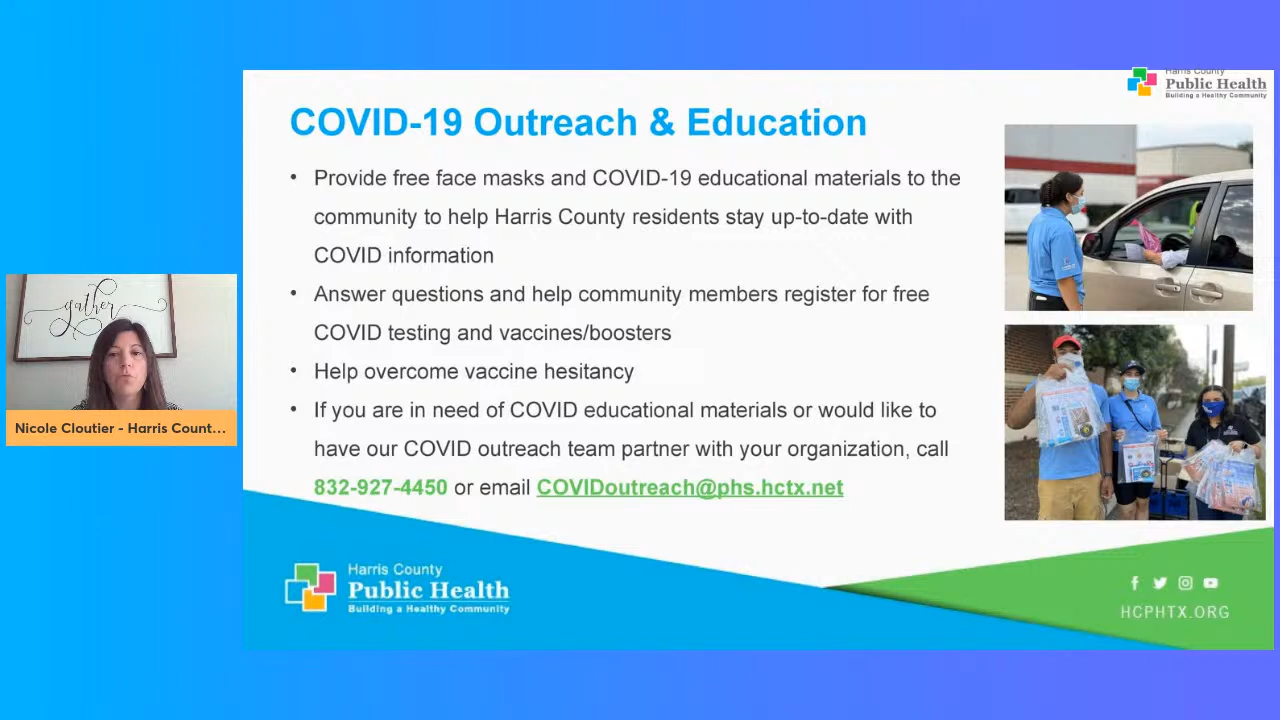 Harris County
Public Health
Building a Healthy Community
COVID-19 Outreach & Education
• Provide free face masks and COVID-19 educational materials to the
community to help Harris County residents stay up-to-date with
COVID information
• Answer questions and help community members register for free
COVID testing and vaccines/boosters
• Help overcome vaccine hesitancy
• If you are in need of COVID educational materials or would like to
have our COVID outreach team partner with your organization, call
832-927-4450 or email COVIDoutreach@phs.hctx.net
gather
Nicole Cloutier - Harris Count...
Harris County
Public Health
Building a Healthy Community
HCPHTX.ORG